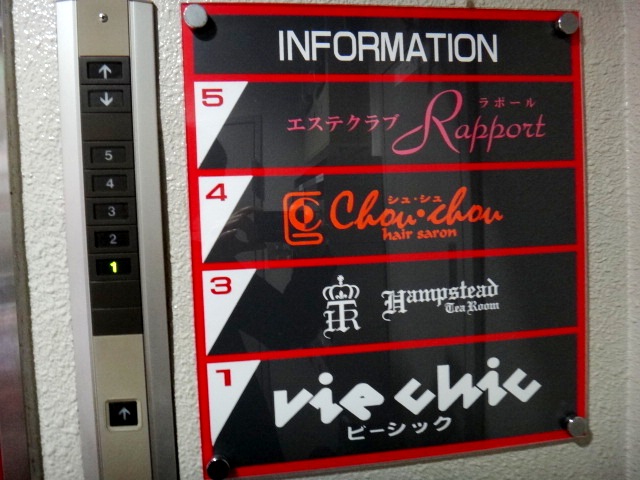 INFORMATION
5
ラポール
エステクラブ Rapport
4
シュ・シュ
Chou・chou
hair saron
3
TR
Hampstead
Tea Room
1
vie chic
ビーシック
5
4
3
2
1